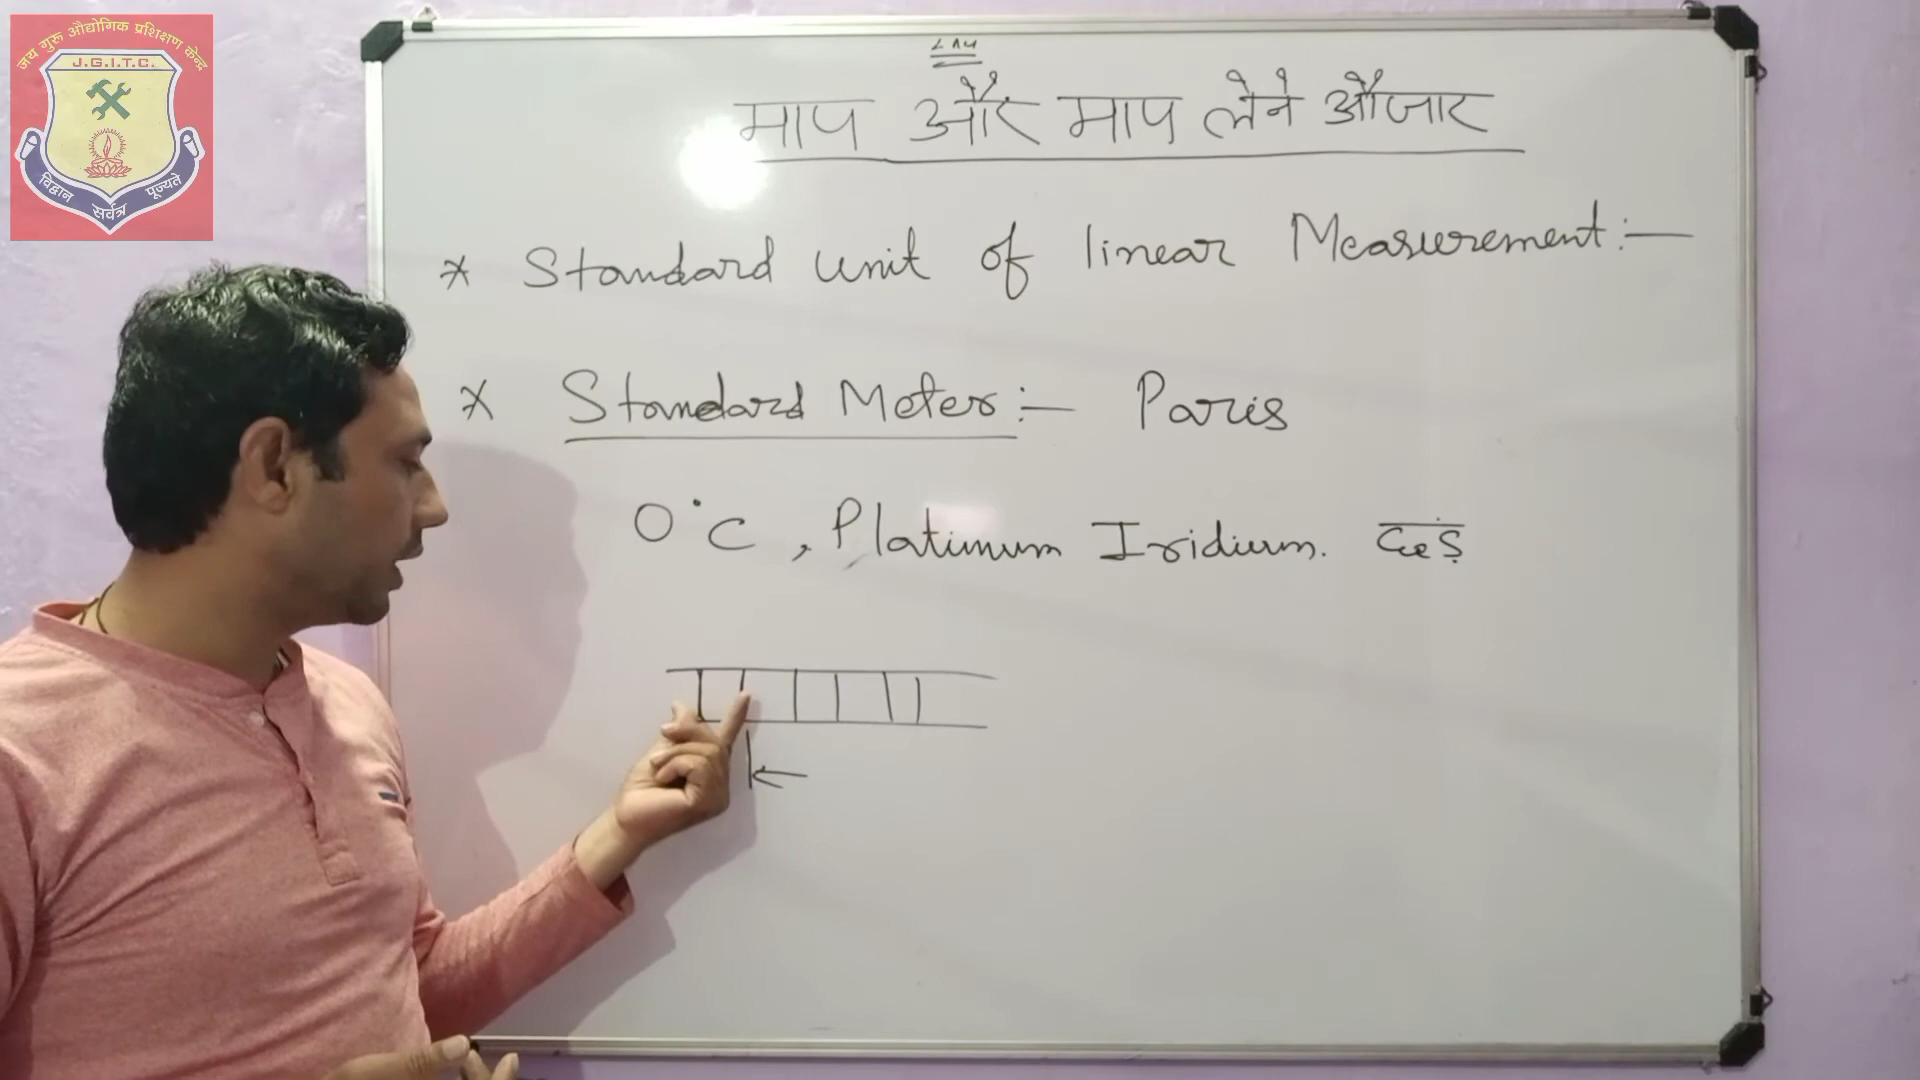 जय गुरू औद्योगिक प्रशिक्षण केन्द्र
J.G.I.T.C.
विद्वान सर्वत्र पूज्यते
माप और माप लेने औजार
* Standard unit of linear Measurement:-
* Standard Meter:- Paris
0°C, Platinum Iridium.